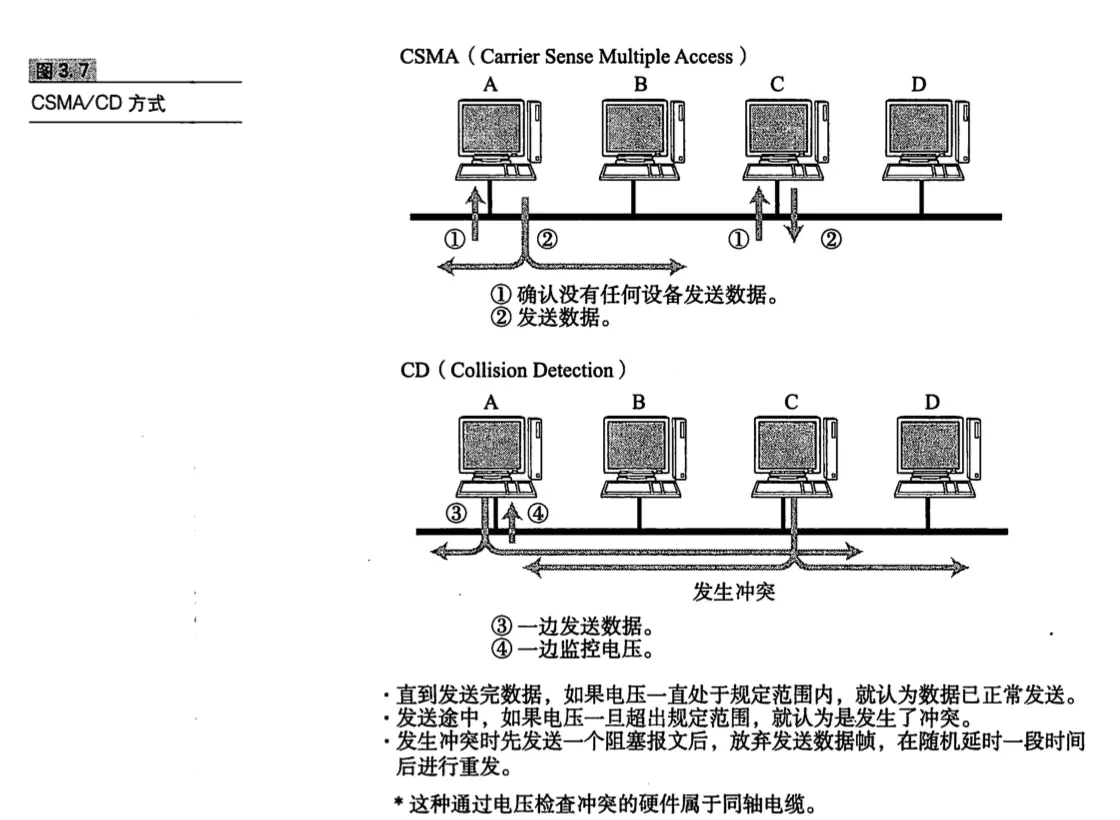 图3.7
CSMA/CD 方式
CSMA（Carrier Sense Multiple Access）
A B C D
① ② ① ②
① 确认没有任何设备发送数据。
② 发送数据。
CD（Collision Detection）
A B C D
③ ④
发生冲突
③ 一边发送数据。
④ 一边监控电压。
· 直到发送完数据，如果电压一直处于规定范围内，就认为数据已正常发送。
· 发送途中，如果电压一旦超出规定范围，就认为是发生了冲突。
· 发生冲突时先发送一个阻塞报文后，放弃发送数据帧，在随机延时一段时间
后进行重发。
* 这种通过电压检查冲突的硬件属于同轴电缆。